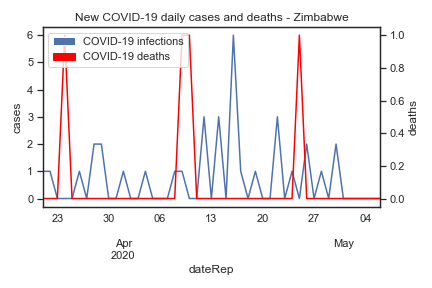 New COVID-19 daily cases and deaths - Zimbabwe
COVID-19 infections
COVID-19 deaths
6
5
4
3
2
1
0
cases
1.0
0.8
0.6
0.4
0.2
0.0
deaths
23 30 06 13 20 27 04
Apr May
2020
dateRep